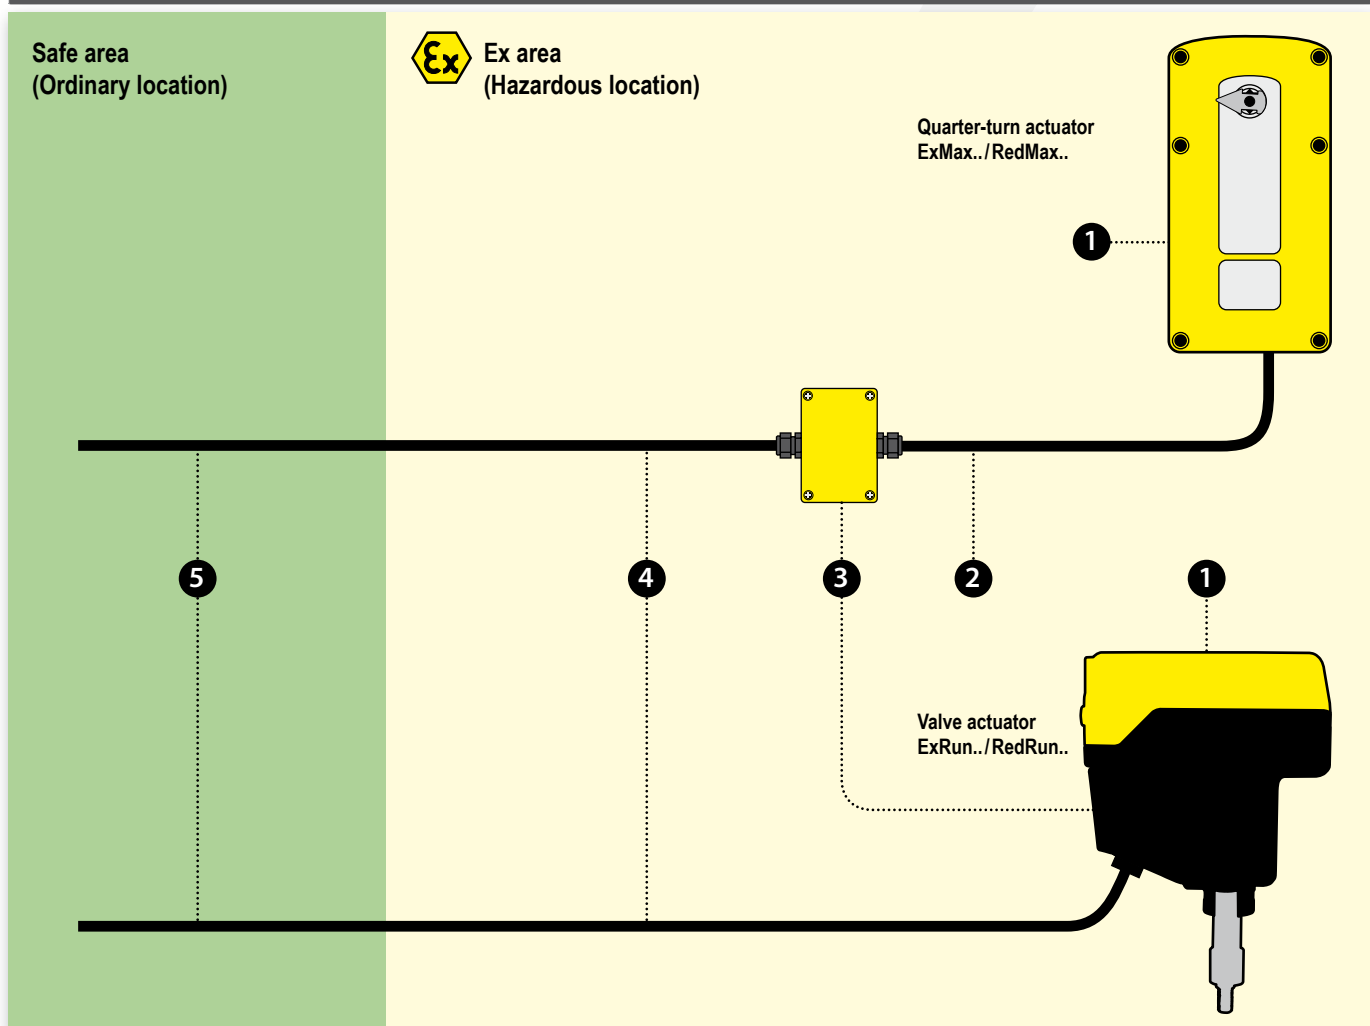 Safe area
(Ordinary location)
Ex
Ex area
(Hazardous location)
Quarter-turn actuator
ExMax../RedMax..
1
5
4
3
2
1
Valve actuator
ExRun../RedRun..